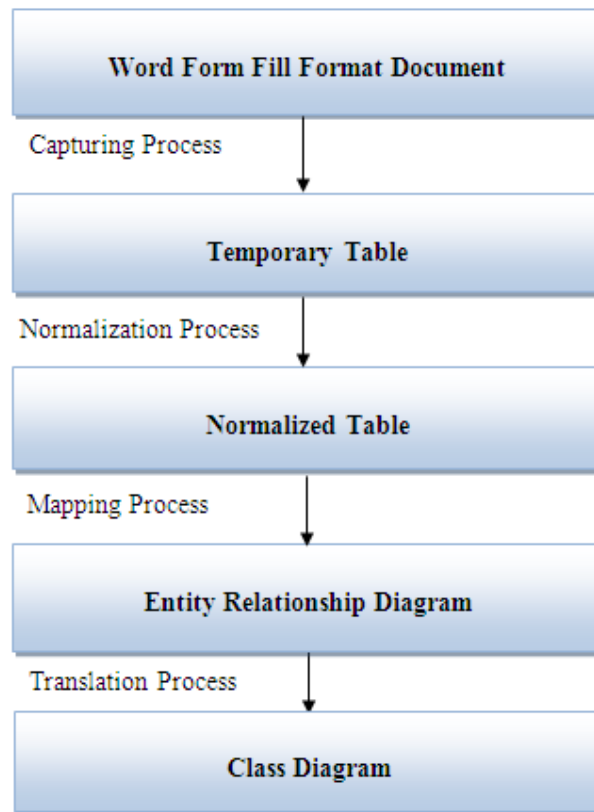 Word Form Fill Format Document
Capturing Process
Temporary Table
Normalization Process
Normalized Table
Mapping Process
Entity Relationship Diagram
Translation Process
Class Diagram